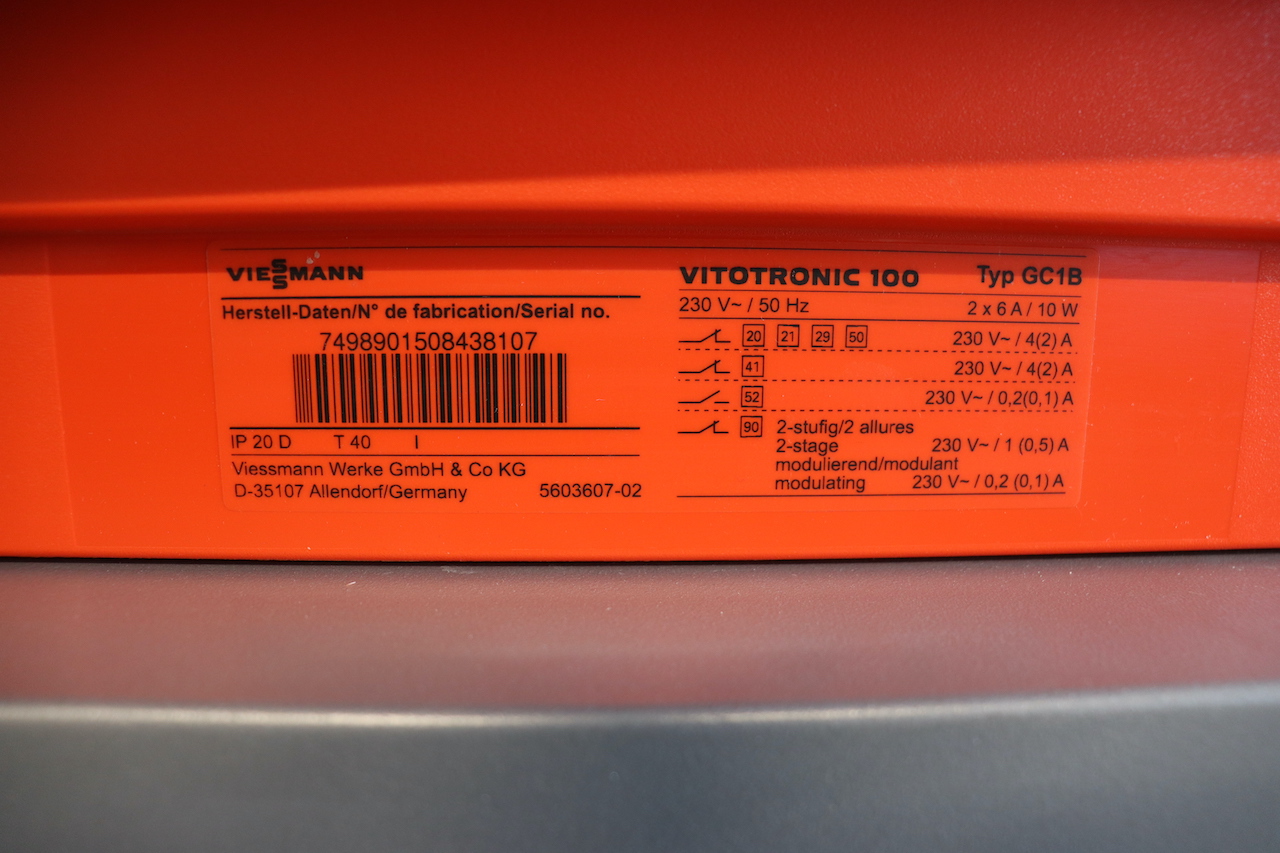 VIESSMANN
Herstell-Daten/N° de fabrication/Serial no.
7498901508438107
IP 20 D T 40 I
Viessmann Werke GmbH & Co KG
D-35107 Allendorf/Germany 5603607-02
VITOTRONIC 100 Typ GC1B
230 V~ / 50 Hz 2 x 6 A / 10 W
20 21 29 50 230 V~ / 4(2) A
41 230 V~ / 4(2) A
52 230 V~ / 0,2(0,1) A
90 2-stufig/2 allures
2-stage 230 V~ / 1 (0,5) A
modulierend/modulant
modulating 230 V~ / 0,2 (0,1) A